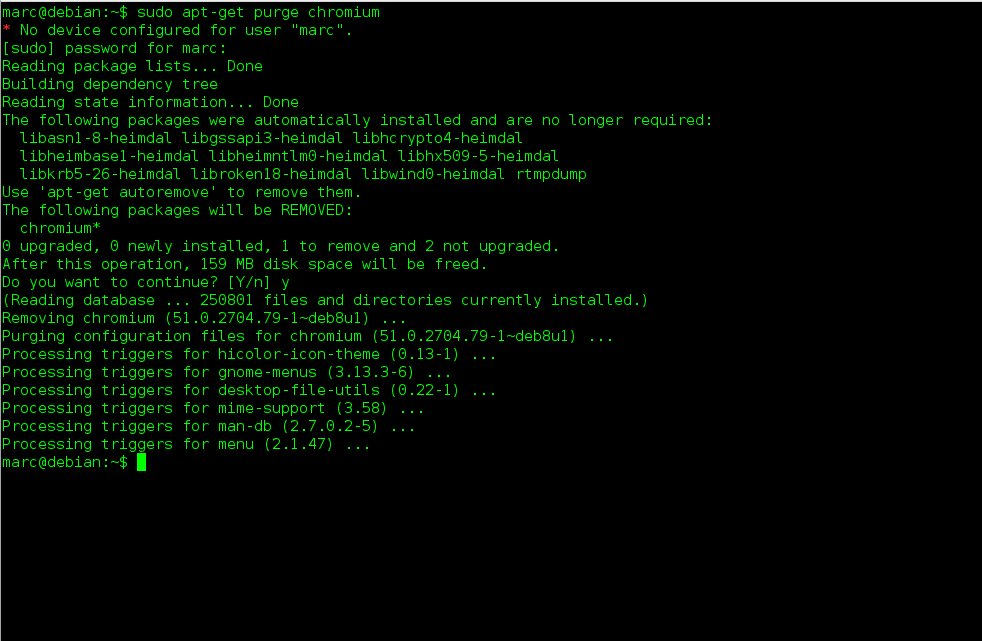 marc@debian:~$ sudo apt-get purge chromium
* No device configured for user "marc".
[sudo] password for marc:
Reading package lists... Done
Building dependency tree
Reading state information... Done
The following packages were automatically installed and are no longer required:
  libasn1-8-heimdal libgssapi3-heimdal libhcrypto4-heimdal
  libheimbase1-heimdal libheimntlm0-heimdal libhx509-5-heimdal
  libkrb5-26-heimdal libroken18-heimdal libwind0-heimdal rtmpdump
Use 'apt-get autoremove' to remove them.
The following packages will be REMOVED:
  chromium*
0 upgraded, 0 newly installed, 1 to remove and 2 not upgraded.
After this operation, 159 MB disk space will be freed.
Do you want to continue? [Y/n] y
(Reading database ... 250801 files and directories currently installed.)
Removing chromium (51.0.2704.79-1~deb8u1) ...
Purging configuration files for chromium (51.0.2704.79-1~deb8u1) ...
Processing triggers for hicolor-icon-theme (0.13-1) ...
Processing triggers for gnome-menus (3.13.3-6) ...
Processing triggers for desktop-file-utils (0.22-1) ...
Processing triggers for mime-support (3.58) ...
Processing triggers for man-db (2.7.0.2-5) ...
Processing triggers for menu (2.1.47) ...
marc@debian:~$